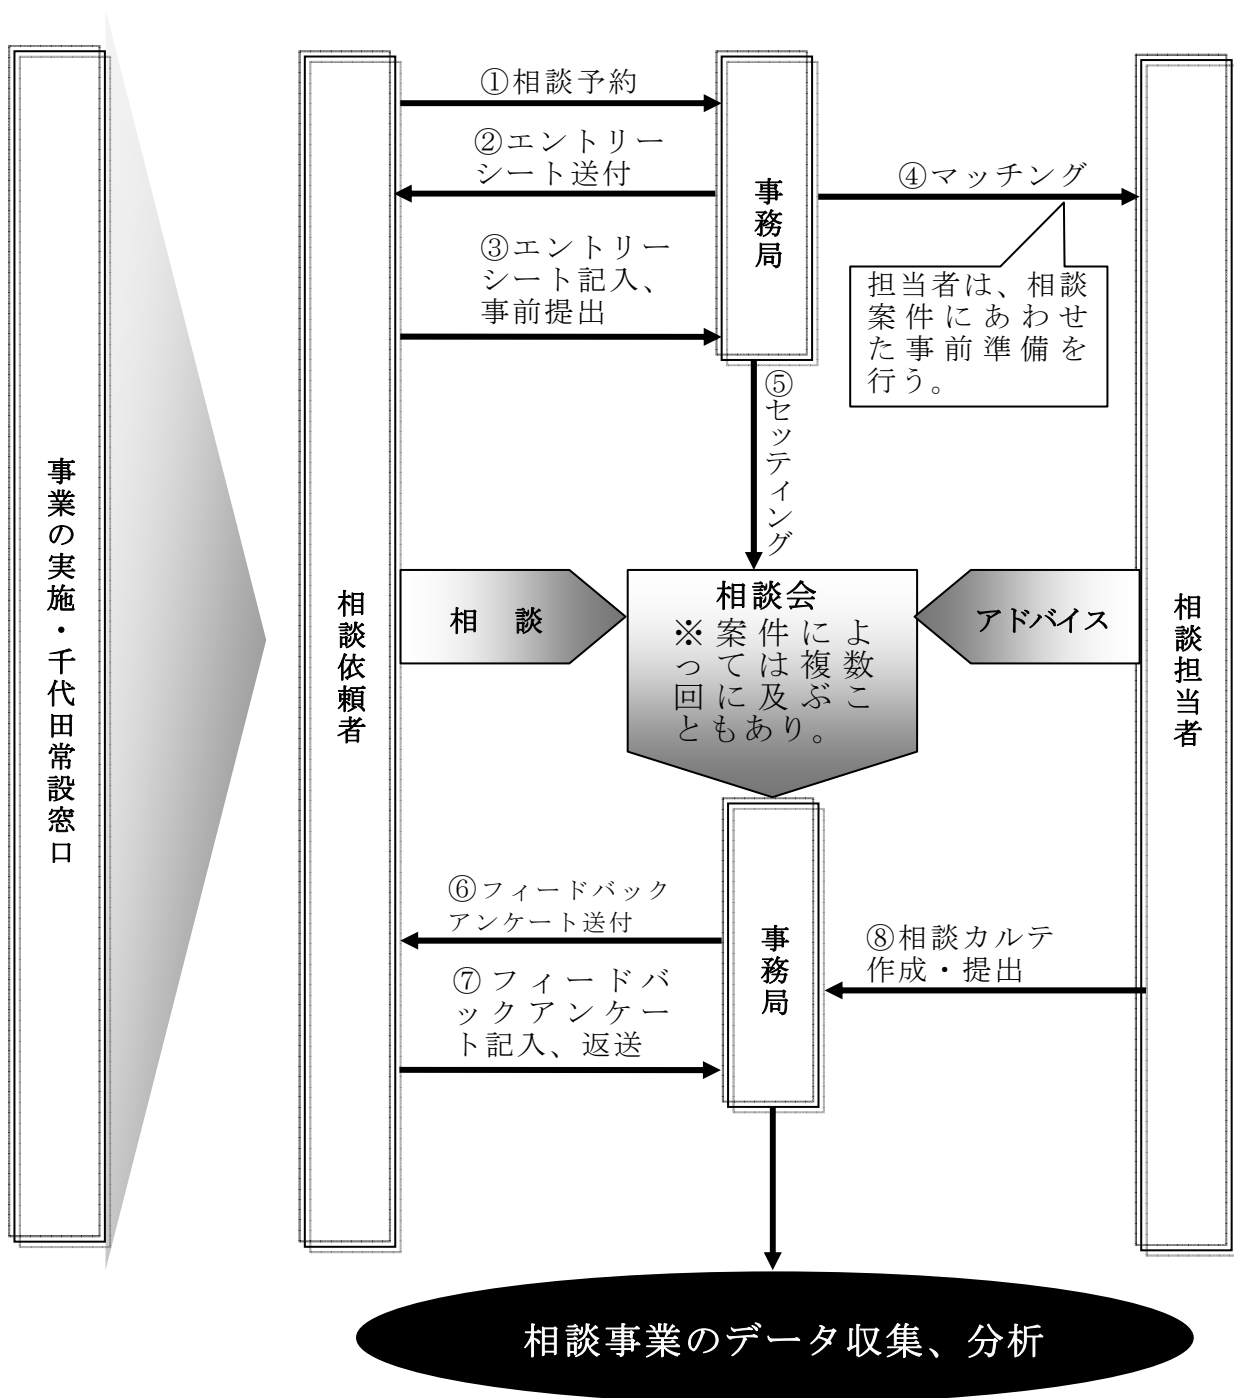 事業の実施・千代田常設窓口
相談依頼者
①相談予約
②エントリー
シート送付
③エントリー
シート記入、
事前提出
事務局
④マッチング
担当者は、相談
案件にあわせ
た事前準備を
行う。
⑤セッティング
相　談
相談会
※案件によ
っては複数
回に及ぶこ
ともあり。
アドバイス
相談担当者
⑥フィードバック
アンケート送付
⑦フィードバ
ックアンケー
ト記入、返送
事務局
⑧相談カルテ
作成・提出
相談事業のデータ収集、分析